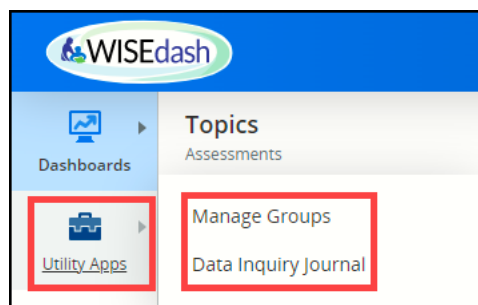 WISEdash
Dashboards
Utility Apps
Topics
Assessments
Manage Groups
Data Inquiry Journal